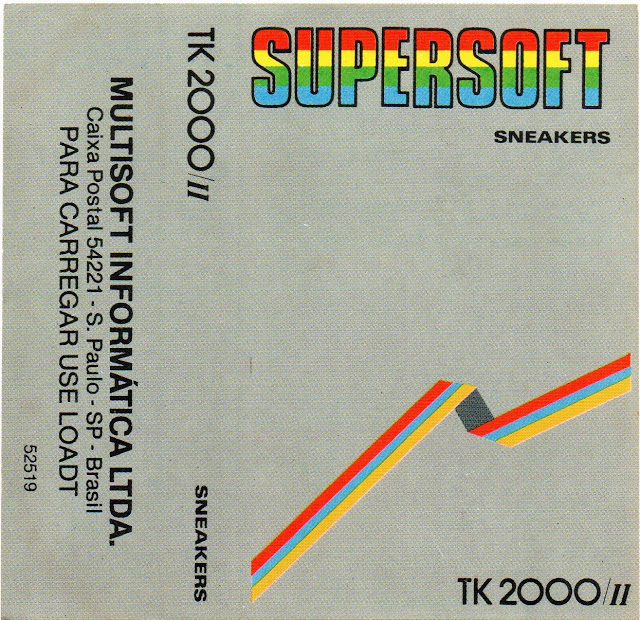 SUPERSOFT
SNEAKERS
TK 2000/II
TK 2000/II
SNEAKERS
MULTISOFT INFORMÁTICA LTDA.
Caixa Postal 54221 - S. Paulo - SP - Brasil
PARA CARREGAR USE LOADT
52519